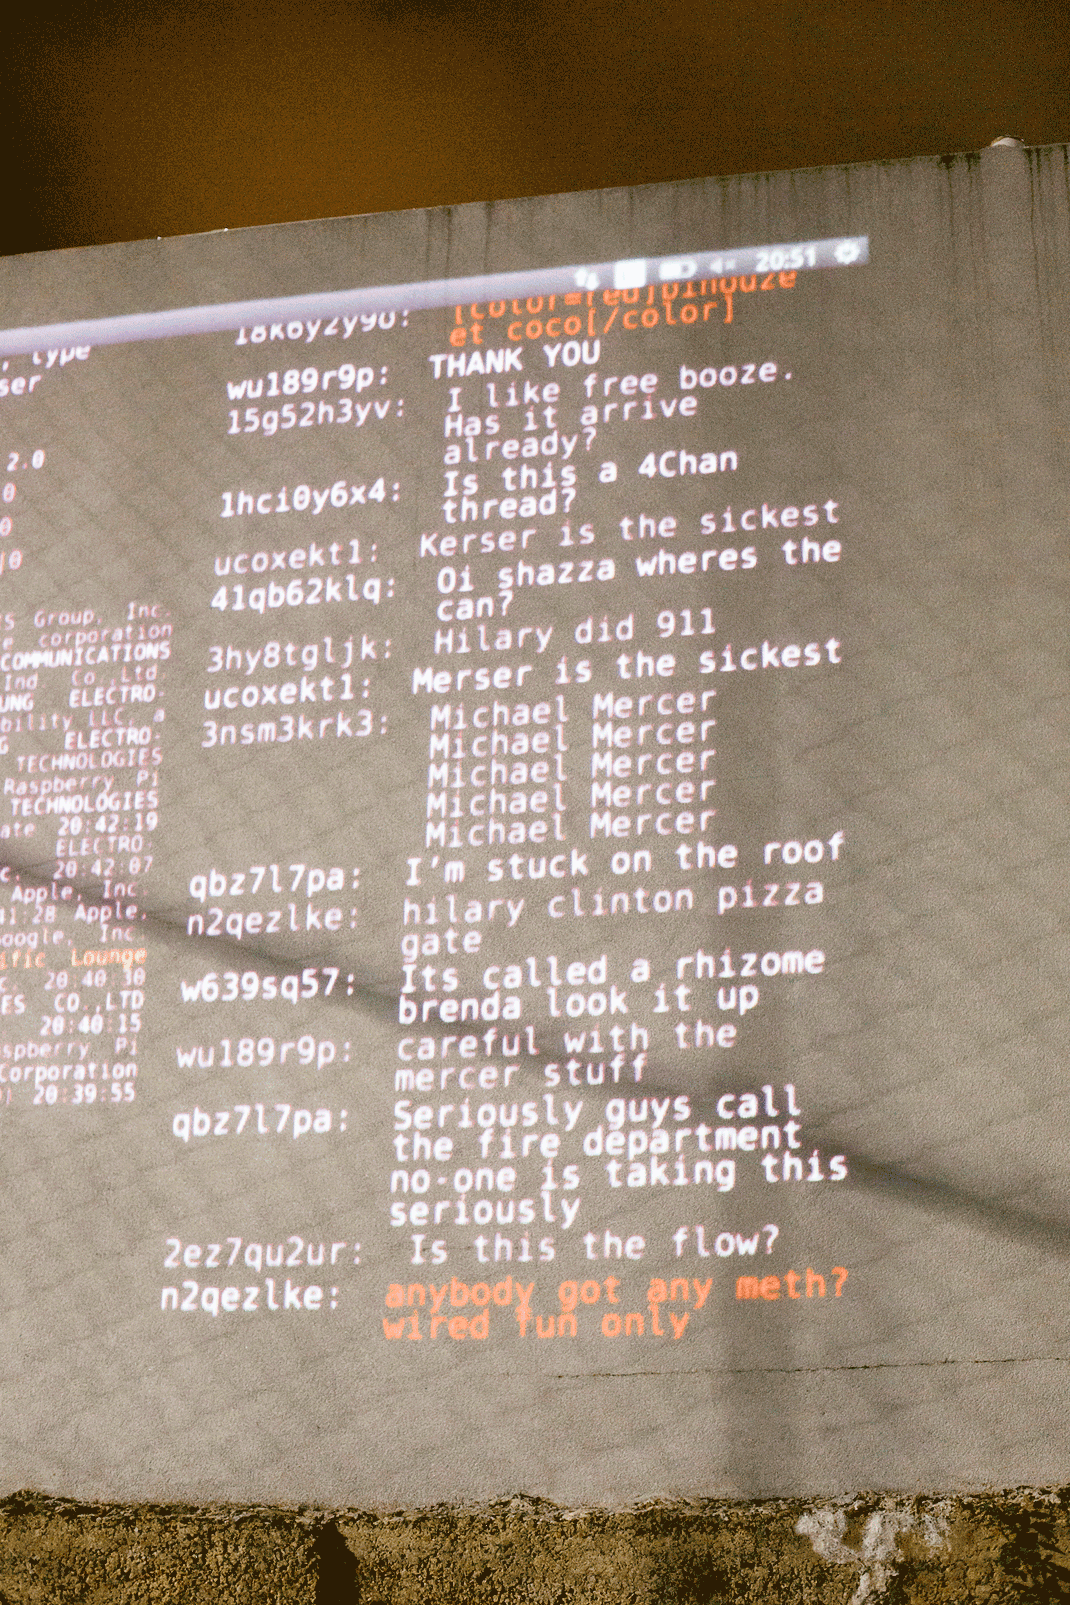 20:51
, type
18k6y2y90: [color=red]pinouze
et coco[/color]
wu189r9p: THANK YOU
15g52h3yv: I like free booze.
Has it arrive
already?
1hci0y6x4: Is this a 4Chan
thread?
ucoxekt1: Kerser is the sickest
41qb62klq: Oi shazza wheres the
can?
3hy8tgljk: Hilary did 911
ucoxekt1: Merser is the sickest
3nsm3krk3: Michael Mercer
Michael Mercer
Michael Mercer
Michael Mercer
Michael Mercer
qbz7l7pa: I'm stuck on the roof
n2qezlke: hilary clinton pizza
gate
w639sq57: Its called a rhizome
brenda look it up
wu189r9p: careful with the
mercer stuff
qbz7l7pa: Seriously guys call
the fire department
no-one is taking this
seriously
2ez7qu2ur: Is this the flow?
n2qezlke: anybody got any meth?
wired fun only
2.0
0
0
S Group, Inc.
corporation
COMMUNICATIONS
Ind Co.,Ltd
UNG ELECTRO-
bility LLC, a
G ELECTRO-
TECHNOLOGIES
Raspberry Pi
TECHNOLOGIES
ate 20:42:19
ELECTRO-
c. 20:42:07
Apple, Inc.
41:28 Apple,
oogle, Inc.
ific Lounge
c. 20:40:30
ES CO.,LTD
20:40:15
spberry Pi
Corporation
20:39:55